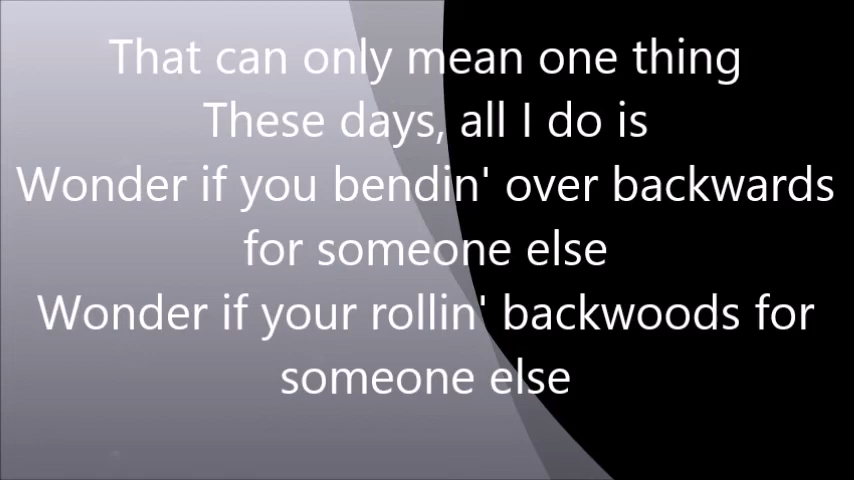 That can only mean one thing
These days, all I do is
Wonder if you bendin' over backwards
for someone else
Wonder if your rollin' backwoods for
someone else